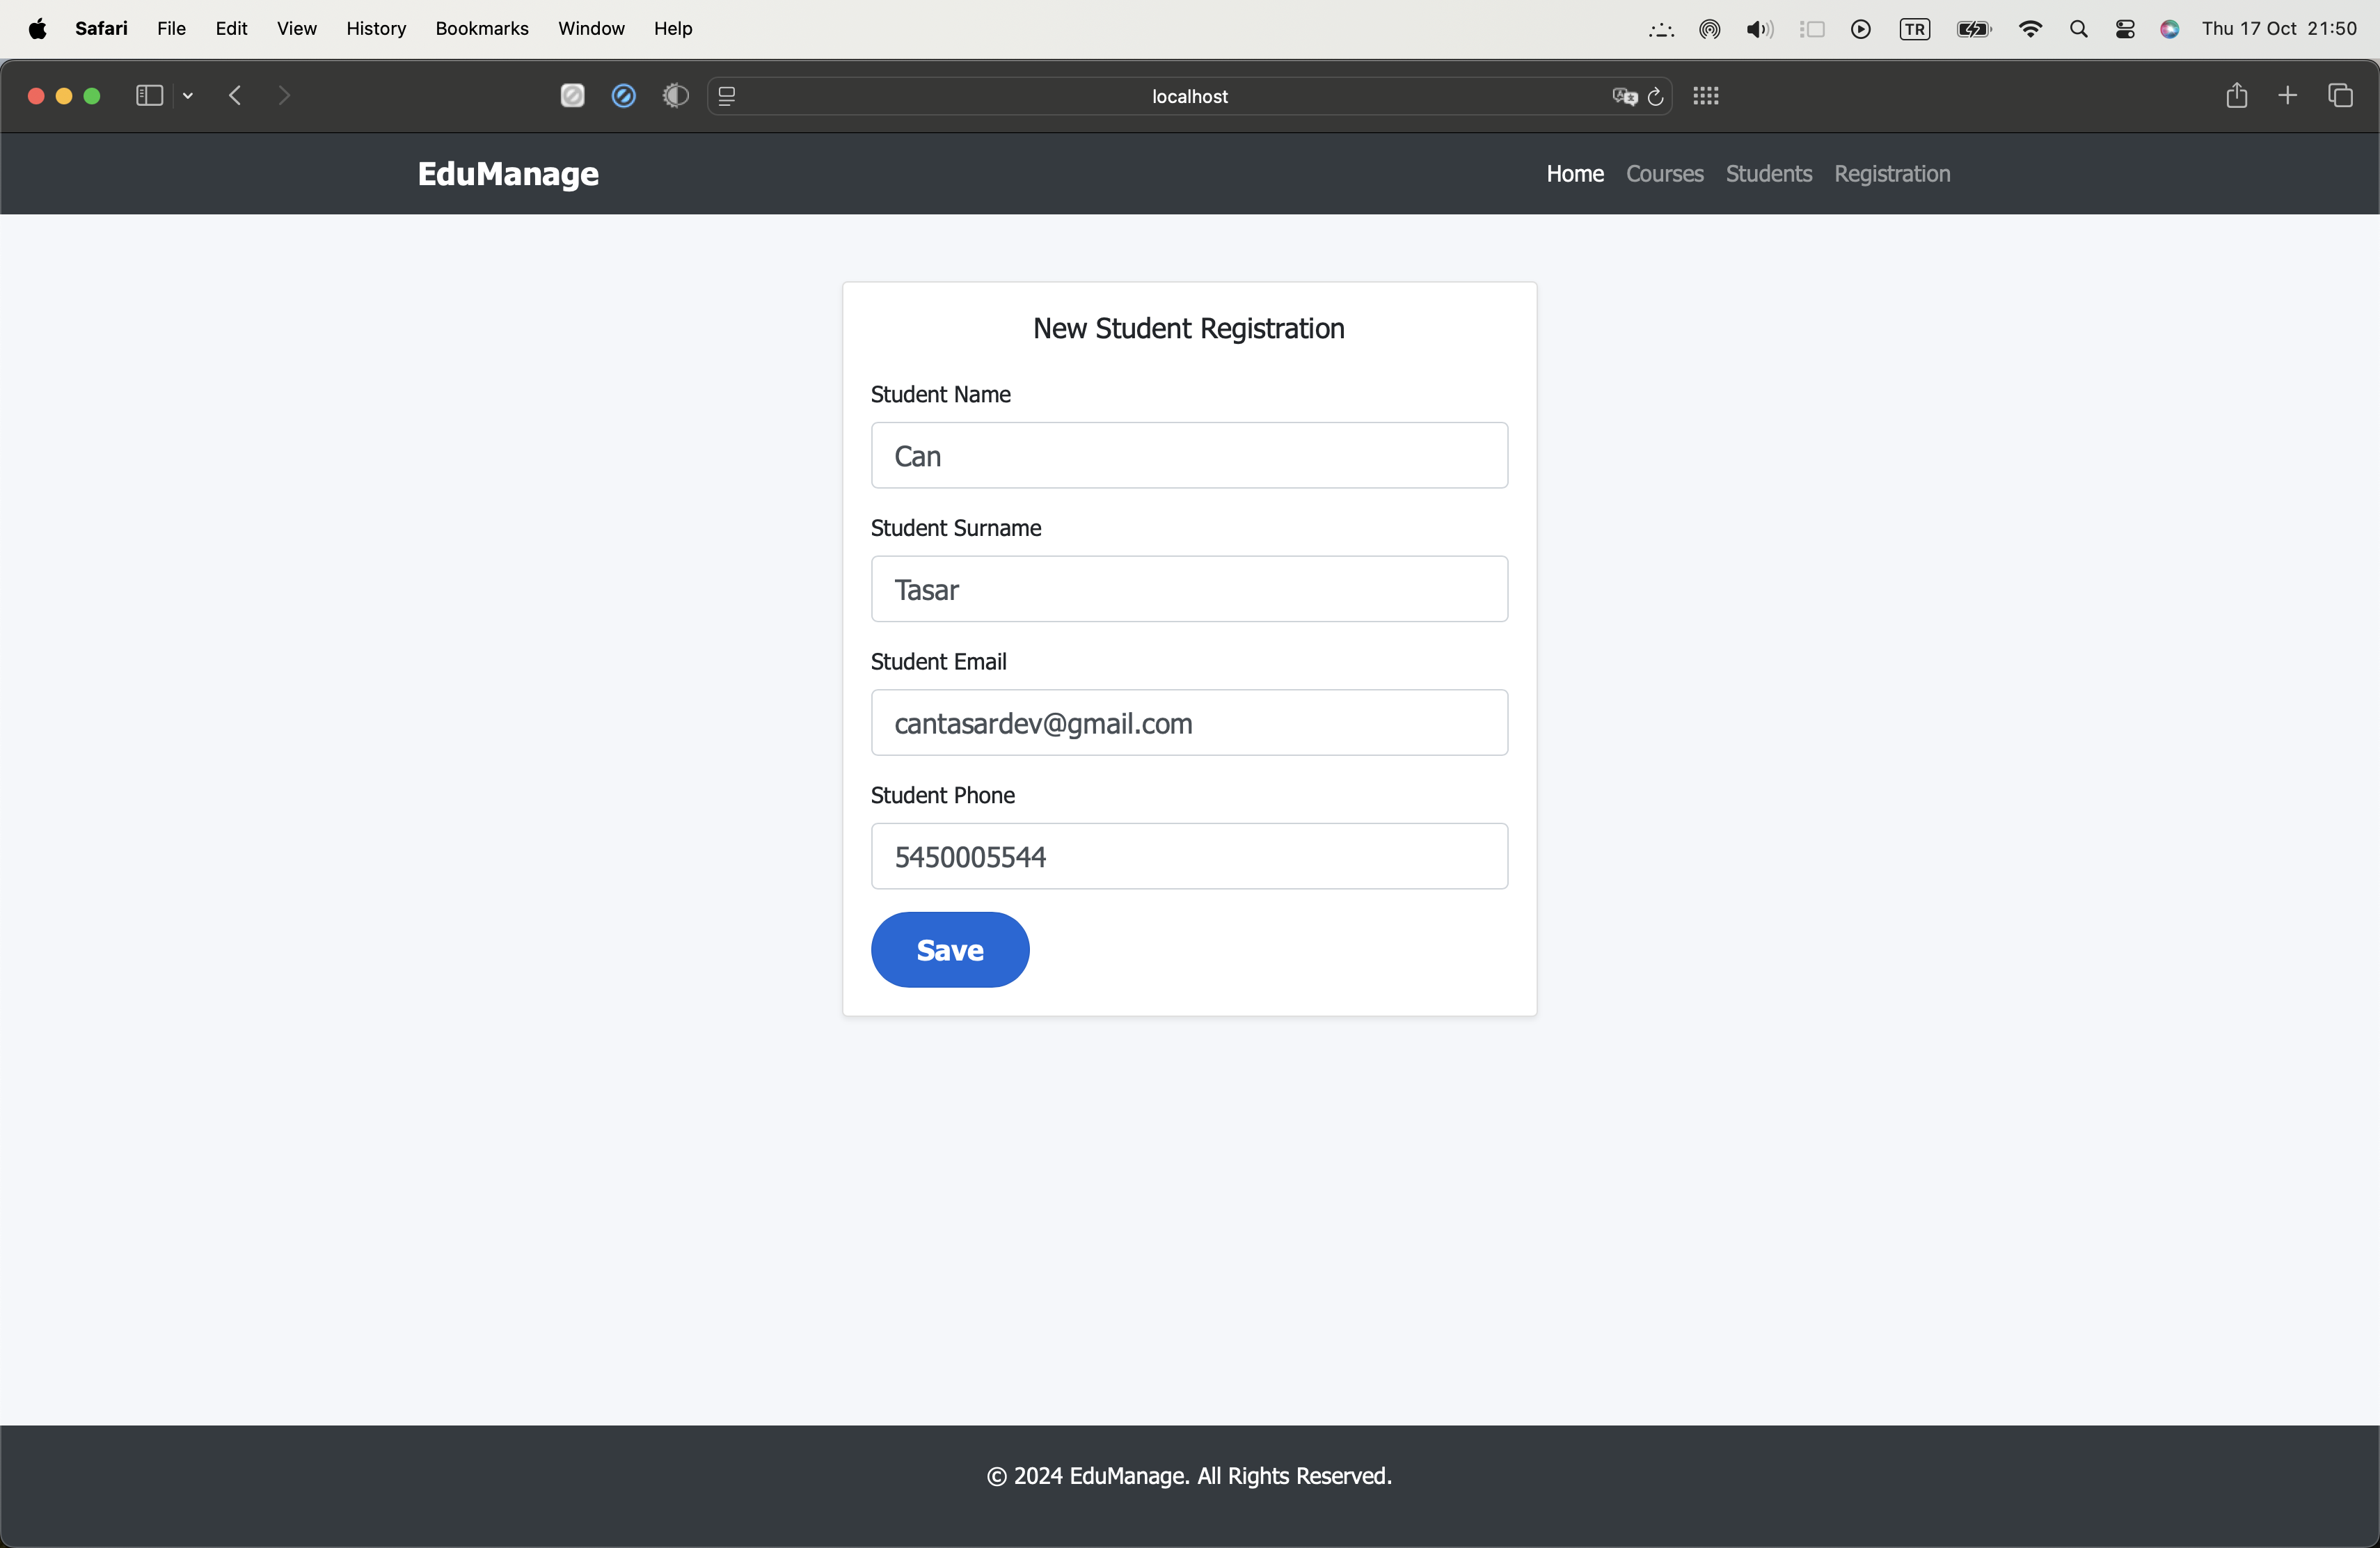 Safari File Edit View History Bookmarks Window Help TR Thu 17 Oct 21:50
localhost
EduManage Home Courses Students Registration
New Student Registration
Student Name
Can
Student Surname
Tasar
Student Email
cantasardev@gmail.com
Student Phone
5450005544
Save
© 2024 EduManage. All Rights Reserved.